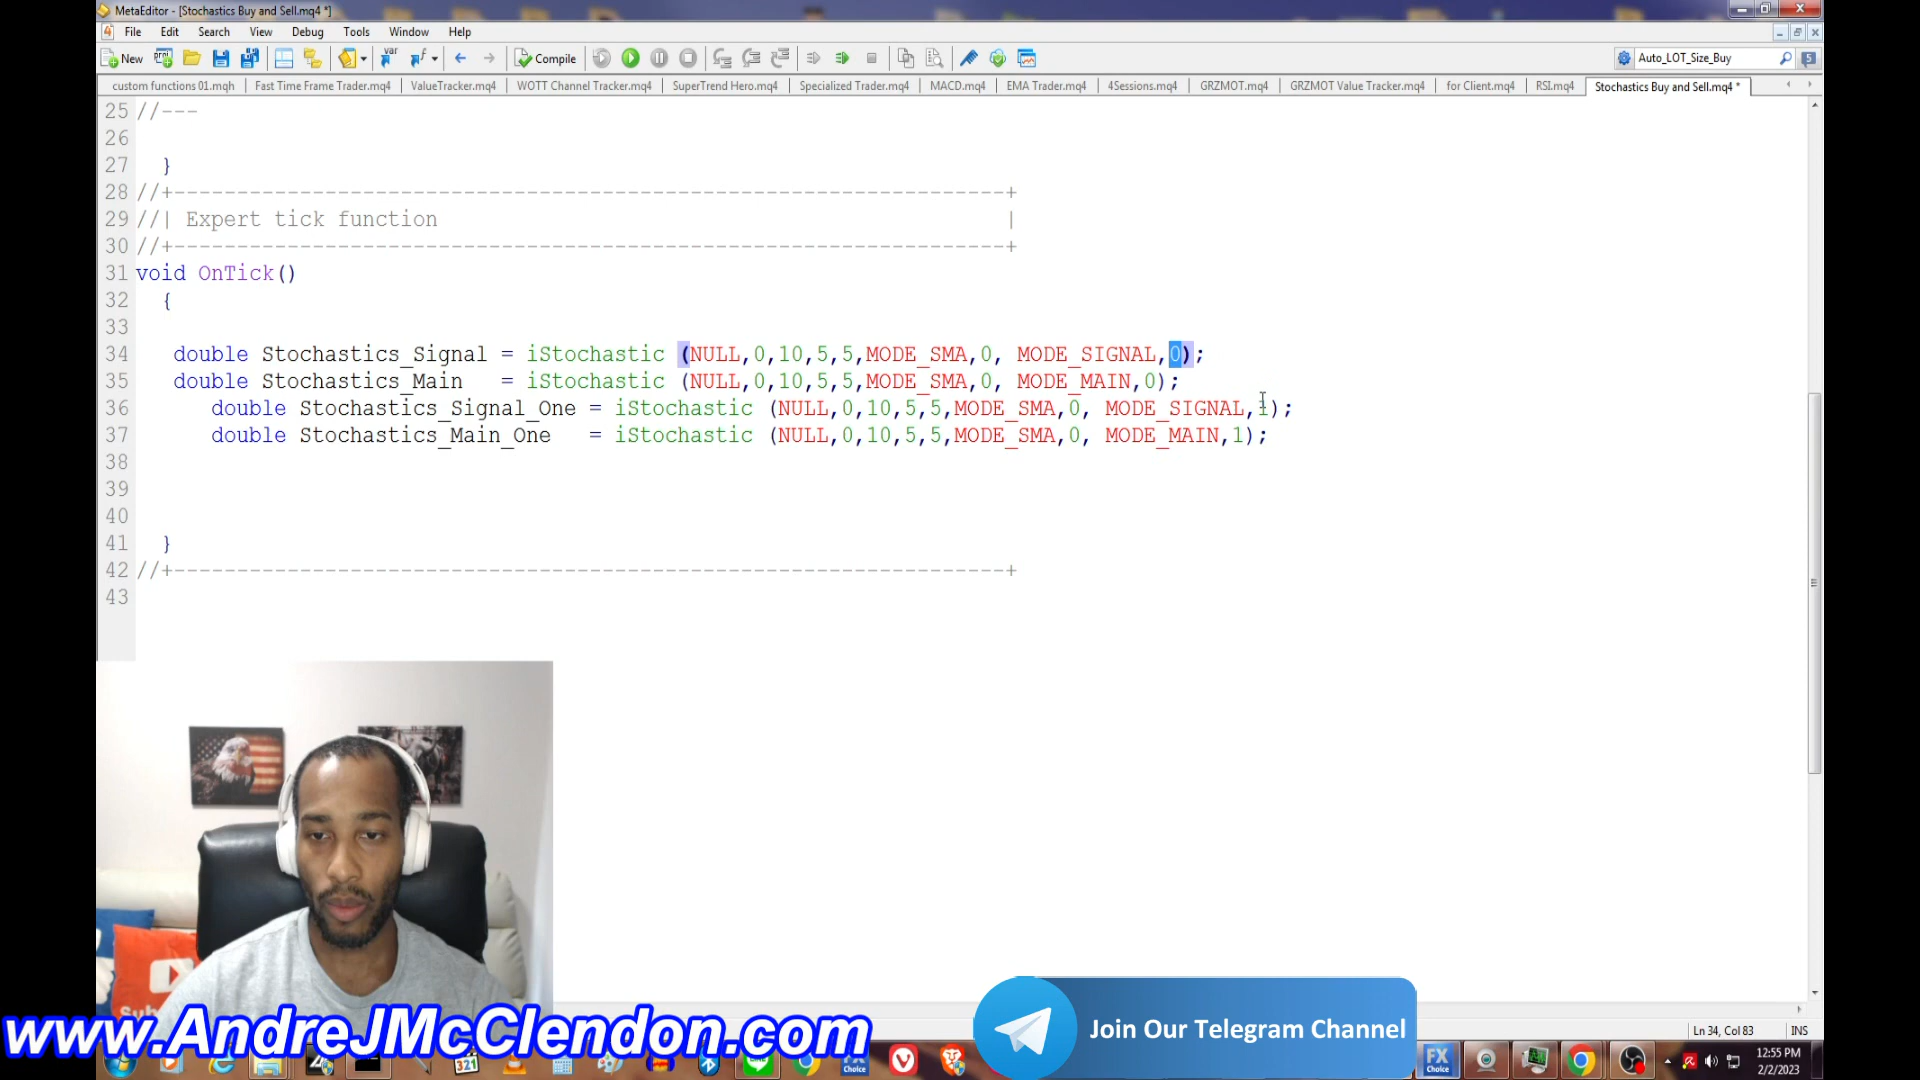 MetaEditor - [Stochastics Buy and Sell.mq4 *]
File Edit Search View Debug Tools Window Help
New Compile Auto_LOT_Size_Buy
custom functions 01.mqh Fast Time Frame Trader.mq4 ValueTracker.mq4 WOTT Channel Tracker.mq4 SuperTrend Hero.mq4 Specialized Trader.mq4 MACD.mq4 EMA Trader.mq4 4Sessions.mq4 GRZMOT.mq4 GRZMOT Value Tracker.mq4 for Client.mq4 RSI.mq4 Stochastics Buy and Sell.mq4 *
25 //---
26
27 }
28 //+------------------------------------------------------------------+
29 //| Expert tick function |
30 //+------------------------------------------------------------------+
31 void OnTick()
32 {
33
34 double Stochastics_Signal = iStochastic (NULL,0,10,5,5,MODE_SMA,0, MODE_SIGNAL,0);
35 double Stochastics_Main = iStochastic (NULL,0,10,5,5,MODE_SMA,0, MODE_MAIN,0);
36 double Stochastics_Signal_One = iStochastic (NULL,0,10,5,5,MODE_SMA,0, MODE_SIGNAL,1);
37 double Stochastics_Main_One = iStochastic (NULL,0,10,5,5,MODE_SMA,0, MODE_MAIN,1);
38
39
40
41 }
42 //+------------------------------------------------------------------+
43
www.AndreJMcClendon.com
Join Our Telegram Channel
Ln 34, Col 83 INS
FX Choice
FX Choice
12:55 PM
2/2/2023